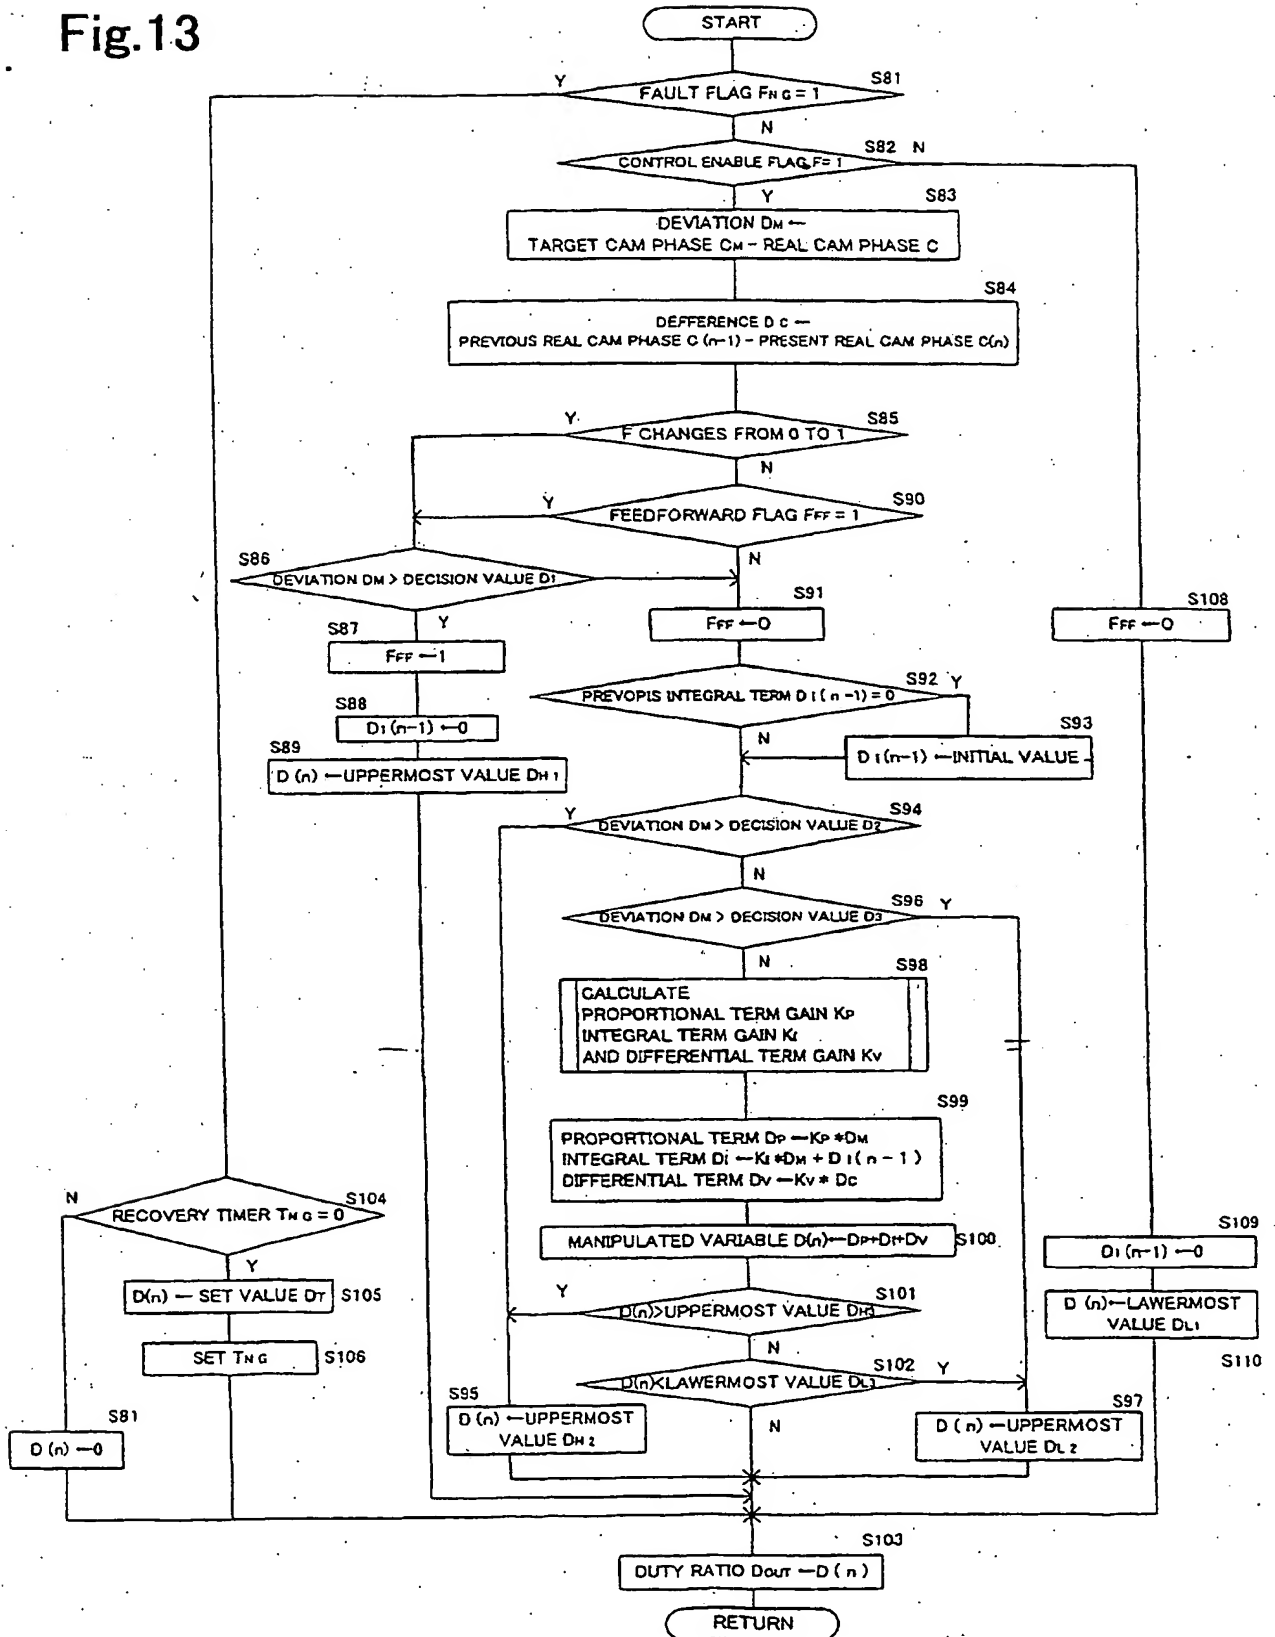 Fig.13
START
S81
Y
FAULT FLAG FNG = 1
N
S82 N
CONTROL ENABLE FLAG F= 1
Y
S83
DEVIATION DM ←
TARGET CAM PHASE CM - REAL CAM PHASE C
S84
DEFFERENCE DC ←
PREVIOUS REAL CAM PHASE C (n-1) - PRESENT REAL CAM PHASE C(n)
Y
S85
F CHANGES FROM 0 TO 1
N
Y
S90
FEEDFORWARD FLAG FFF = 1
N
S86
DEVIATION DM > DECISION VALUE D1
Y
S91
FFF ←0
S108
FFF ←0
S87
FFF ←1
S92 Y
PREVOPIS INTEGRAL TERM DI(n-1)=0
N
S88
DI(n-1) ←0
S93
DI(n-1) ←INITIAL VALUE
S89
D(n) ←UPPERMOST VALUE DH1
S94
Y
DEVIATION DM > DECISION VALUE D2
N
S96 Y
DEVIATION DM > DECISION VALUE D3
N
S98
CALCULATE
PROPORTIONAL TERM GAIN KP
INTEGRAL TERM GAIN KI
AND DIFFERENTIAL TERM GAIN KV
S99
PROPORTIONAL TERM DP ←KP *DM
INTEGRAL TERM Di ←KI *DM + DI(n-1)
DIFFERENTIAL TERM DV ←KV * DC
N
S104
RECOVERY TIMER TNG = 0
Y
MANIPULATED VARIABLE D(n)←DP+DI+DV
S100
S109
DI(n-1) ←0
D(n) ← SET VALUE DT
S105
Y
S101
D(n)>UPPERMOST VALUE DH3
N
D(n)←LAWERMOST
VALUE DL1
S110
SET TNG
S106
S102 Y
D(n)<LAWERMOST VALUE DL3
N
S81
D(n) ←0
S95
D(n) ←UPPERMOST
VALUE DH2
S97
D(n) ←UPPERMOST
VALUE DL2
S103
DUTY RATIO DOUT ←D(n)
RETURN